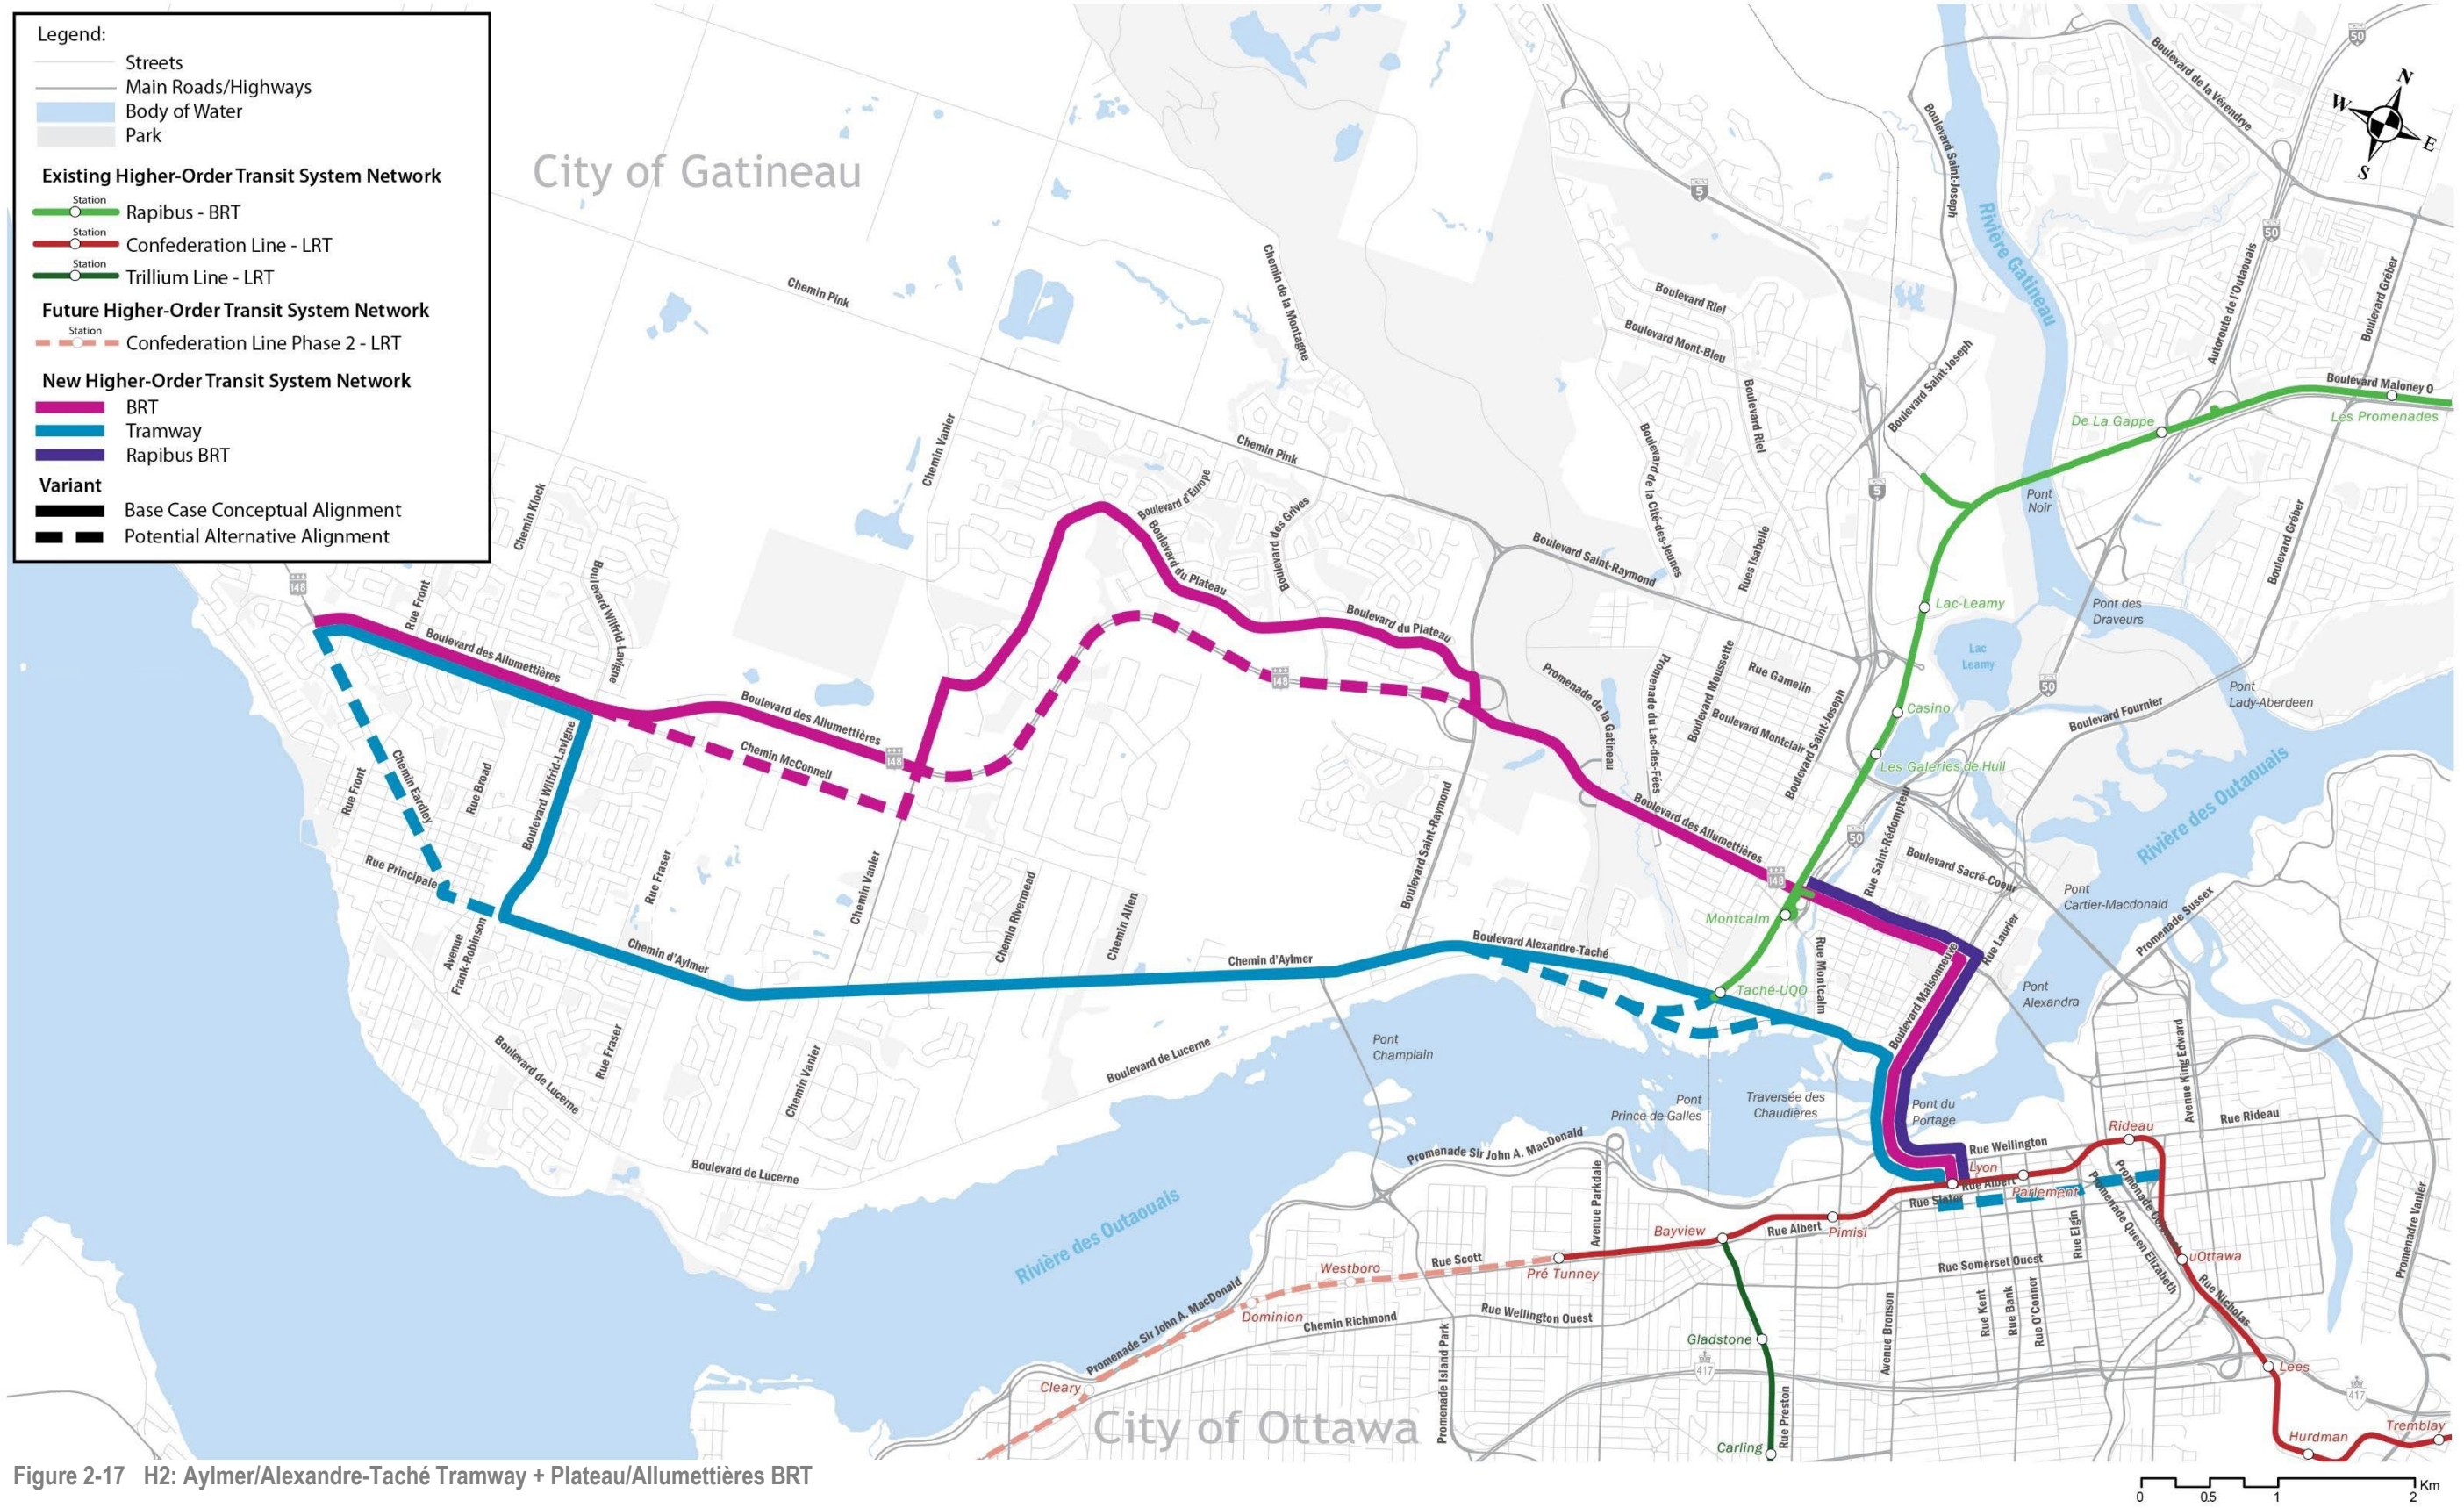 Legend:
Streets
Main Roads/Highways
Body of Water
Park
Existing Higher-Order Transit System Network
Station
Rapibus - BRT
Station
Confederation Line - LRT
Station
Trillium Line - LRT
Future Higher-Order Transit System Network
Station
Confederation Line Phase 2 - LRT
New Higher-Order Transit System Network
BRT
Tramway
Rapibus BRT
Variant
Base Case Conceptual Alignment
Potential Alternative Alignment
City of Gatineau
N
W
E
S
50
Boulevard de la Vérendrye
Boulevard Saint-Joseph
5
Rivière Gatineau
50
Autoroute de l'Outaouais
Boulevard Gréber
Chemin Pink
Chemin de la Montagne
Boulevard Riel
Boulevard Mont-Bleu
Boulevard Riel
Boulevard Saint-Joseph
Boulevard Maloney O
Les Promenades
De La Gappe
Chemin Vanier
Chemin Pink
Boulevard de la Cité-des-Jeunes
5
Pont
Noir
Boulevard d'Europe
Boulevard des Grives
Boulevard du Plateau
Chemin Klock
Boulevard Saint-Raymond
Rues Isabelle
Boulevard Gréber
148
Rue Front
Boulevard Wilfrid-Lavigne
Boulevard du Plateau
Lac-Leamy
Pont des
Draveurs
Boulevard des Allumettières
Lac
Leamy
Promenade de la Gatineau
Promenade du Lac-des-Fées
Boulevard Moussette
Rue Gamelin
148
50
Pont
Lady-Aberdeen
Boulevard des Allumettières
Boulevard Montclair
Boulevard Saint-Joseph
Casino
Boulevard Fournier
148
Chemin McConnell
Les Galeries de Hull
Rivière des Outaouais
Rue Front
Chemin Eardley
Rue Broad
Boulevard Wilfrid-Lavigne
Boulevard Saint-Raymond
Boulevard des Allumettières
50
Rue Saint-Rédempteur
Boulevard Sacré-Coeur
Rue Principale
Rue Fraser
Chemin Vanier
Chemin Rivermead
Chemin Allen
148
Montcalm
Pont
Cartier-Macdonald
Promenade Sussex
Avenue
Frank-Robinson
Chemin d'Aylmer
Chemin d'Aylmer
Boulevard Alexandre-Taché
Rue Montcalm
Boulevard Maisonneuve
Rue Laurier
Taché-UQO
Pont
Alexandra
Boulevard de Lucerne
Rue Fraser
Chemin Vanier
Boulevard de Lucerne
Pont
Champlain
Pont
Prince-de-Galles
Traversée des
Chaudières
Pont du
Portage
Avenue King Edward
Rue Rideau
Rideau
Boulevard de Lucerne
Promenade Sir John A. MacDonald
Avenue Parkdale
Rue Wellington
Lyon
Rue Albert
Parlement
Rue Slater
Rivière des Outaouais
Bayview
Rue Albert
Pimisi
Rue Elgin
Promenade Queen Elizabeth
Promenade Colonel
uOttawa
Promenadre Vanier
Westboro
Rue Scott
Pré Tunney
Rue Somerset Ouest
Promenade Sir John A. MacDonald
Dominion
Chemin Richmond
Rue Wellington Ouest
Rue Kent
Rue Bank
Rue O'Connor
Rue Nicholas
Gladstone
417
Avenue Bronson
Lees
417
Cleary
City of Ottawa
Promenade Island Park
Carling
Rue Preston
Hurdman
Tremblay
Figure 2-17 H2: Aylmer/Alexandre-Taché Tramway + Plateau/Allumettières BRT
0
0.5
1
2
Km